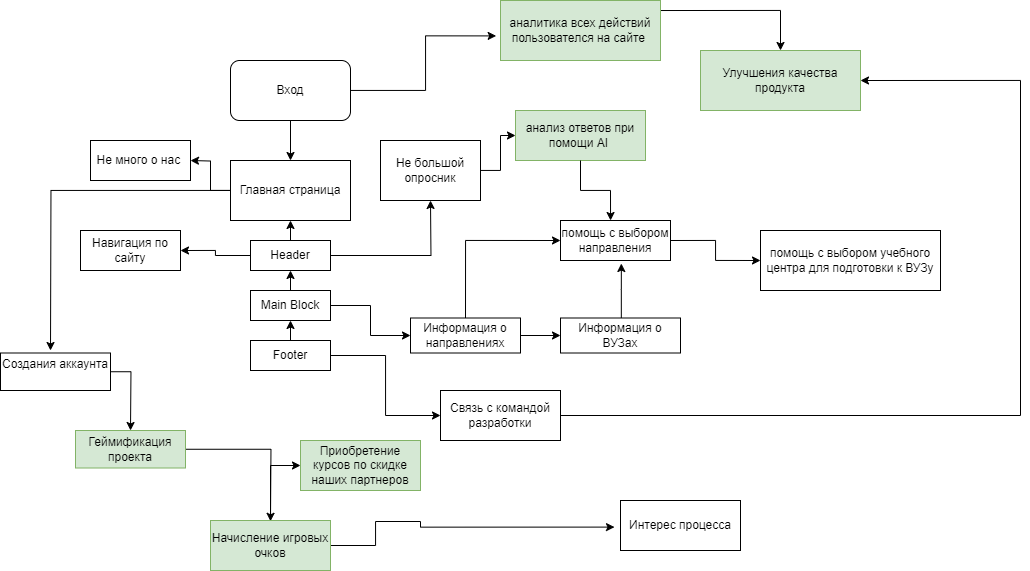 аналитика всех действий
пользователся на сайте
Улучшения качества
продукта
Вход
анализ ответов при
помощи AI
Не много о нас
Не большой
опросник
Главная страница
помощь с выбором
направления
Навигация по
сайту
Header
помощь с выбором учебного
центра для подготовки к ВУЗу
Main Block
Информация о
направлениях
Информация о
ВУЗах
Footer
Создания аккаунта
Связь с командой
разработки
Геймификация
проекта
Приобретение
курсов по скидке
наших партнеров
Начисление игровых
очков
Интерес процесса